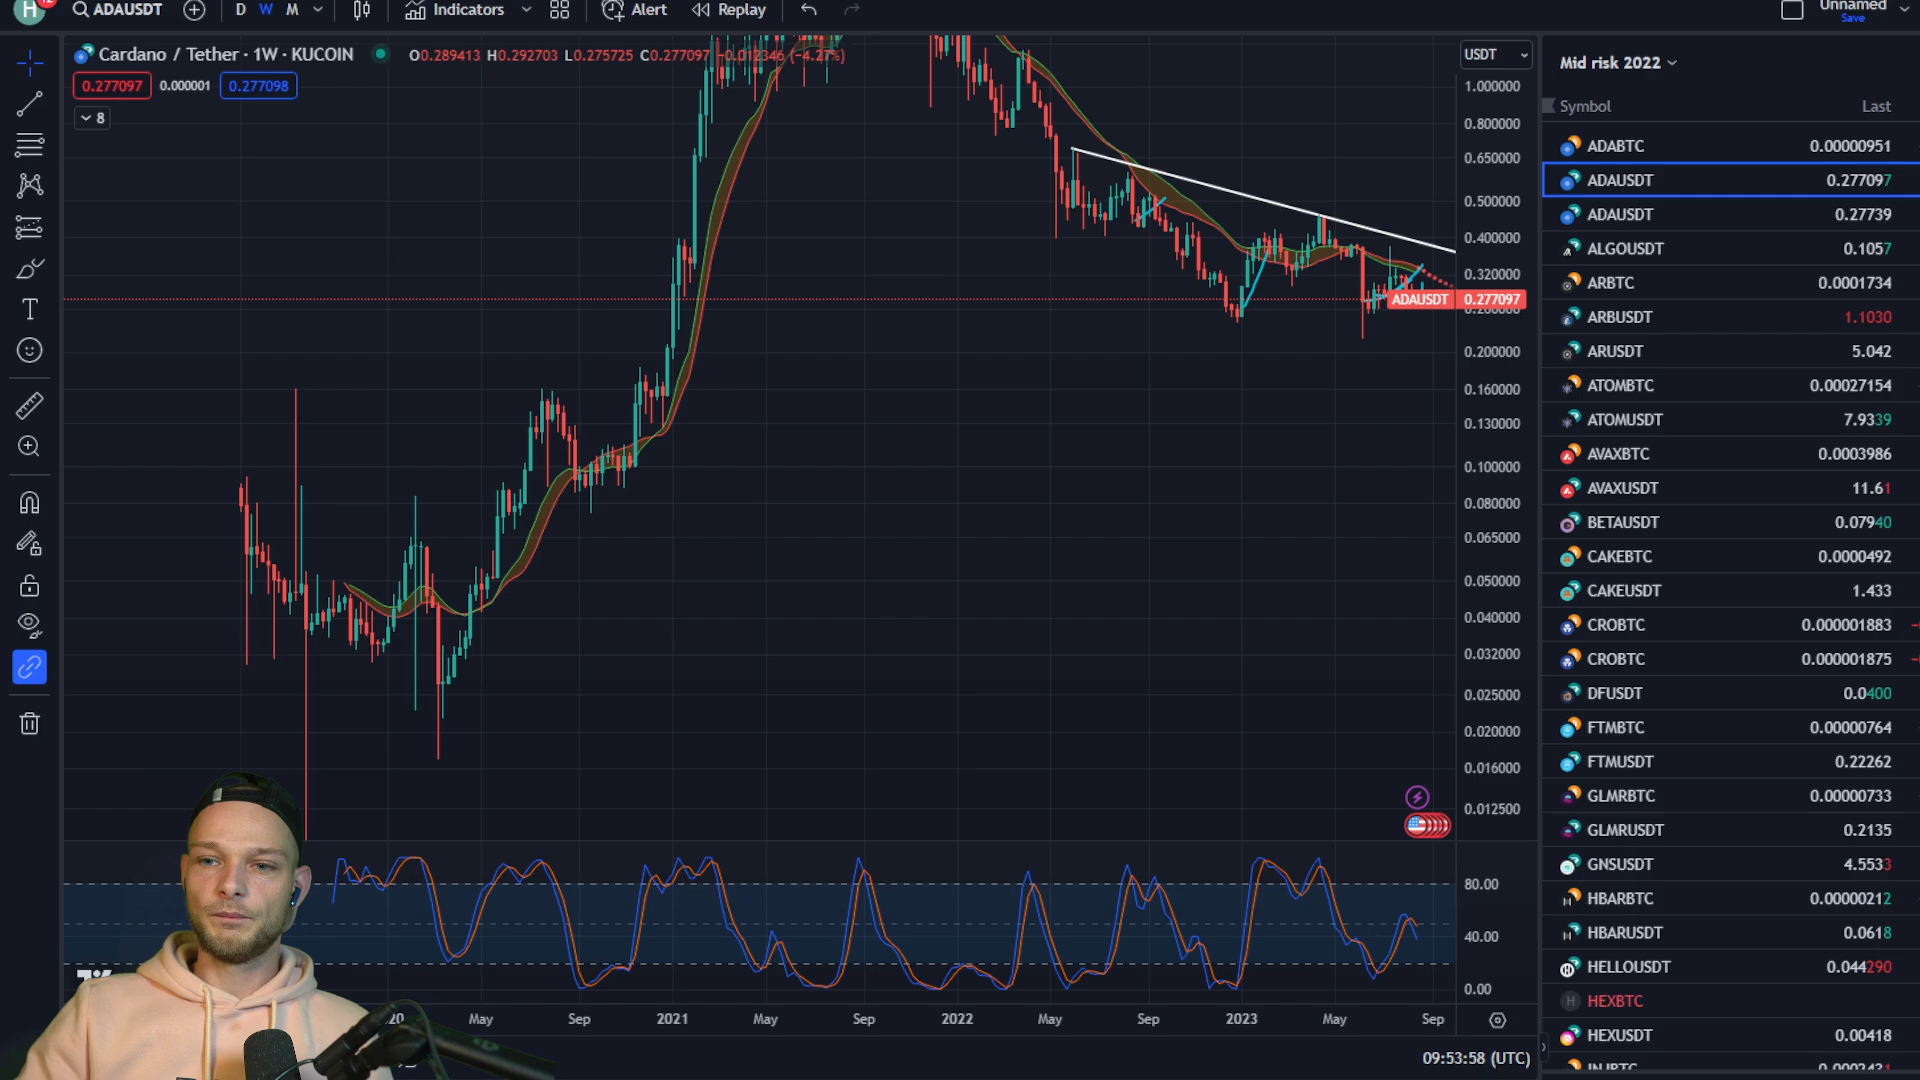 H
12
ADAUSDT
D W M
Indicators
Alert
Replay
Unnamed
Save
Cardano / Tether · 1W · KUCOIN
O0.289413 H0.292703 L0.275725 C0.277097 −0.012346 (−4.27%)
0.277097 0.000001 0.277098
8
USDT
1.000000
0.800000
0.650000
0.500000
0.400000
0.320000
ADAUSDT 0.277097
0.200000
0.160000
0.130000
0.100000
0.080000
0.065000
0.050000
0.040000
0.032000
0.025000
0.020000
0.016000
0.012500
80.00
40.00
0.00
20 May Sep 2021 May Sep 2022 May Sep 2023 May Sep
09:53:58 (UTC)
Mid risk 2022
Symbol Last
ADABTC 0.00000951
ADAUSDT 0.277097
ADAUSDT 0.27739
ALGOUSDT 0.1057
ARBTC 0.0001734
ARBUSDT 1.1030
ARUSDT 5.042
ATOMBTC 0.00027154
ATOMUSDT 7.9339
AVAXBTC 0.0003986
AVAXUSDT 11.61
BETAUSDT 0.07940
CAKEBTC 0.0000492
CAKEUSDT 1.433
CROBTC 0.000001883
CROBTC 0.000001875
DFUSDT 0.0400
FTMBTC 0.00000764
FTMUSDT 0.22262
GLMRBTC 0.00000733
GLMRUSDT 0.2135
GNSUSDT 4.5533
HBARBTC 0.00000212
HBARUSDT 0.0618
HELLOUSDT 0.044290
H HEXBTC
HEXUSDT 0.00418